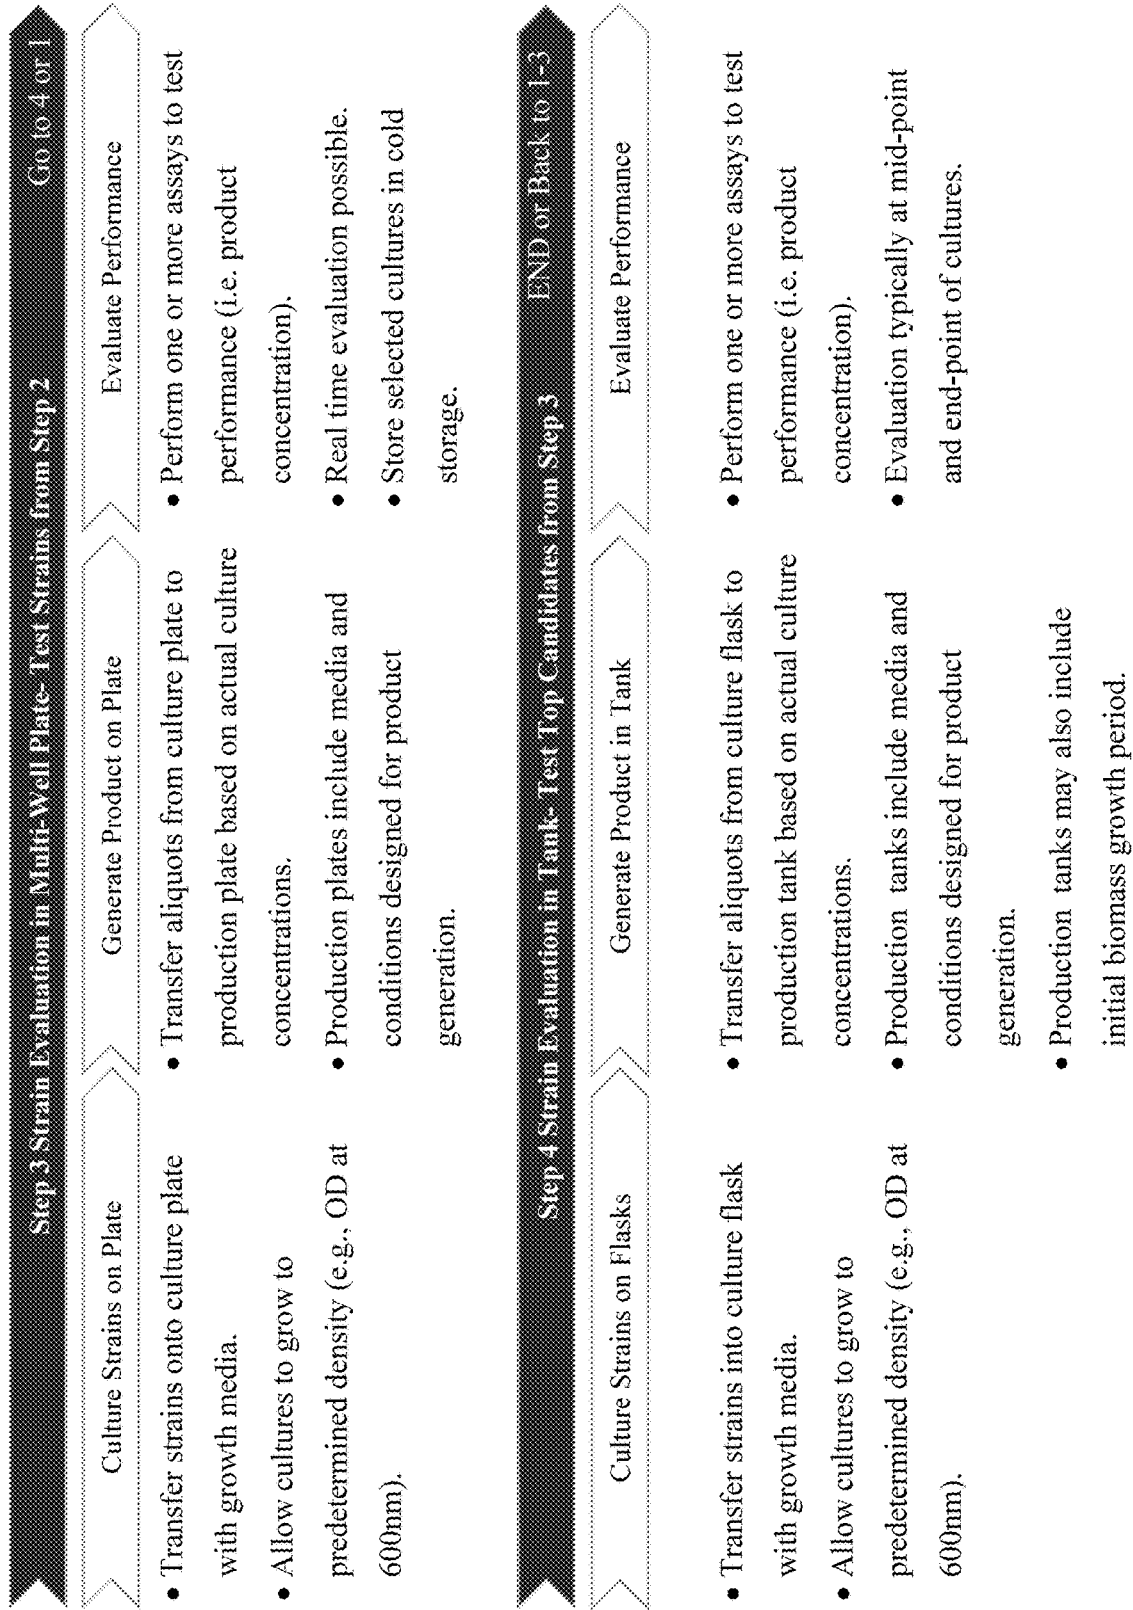 Step 3 Strain Evaluation in Multi-Well Plate- Test Strains from Step 2 Go to 4 or 1
Culture Strains on Plate
• Transfer strains onto culture plate
with growth media.
• Allow cultures to grow to
predetermined density (e.g., OD at
600nm).
Generate Product on Plate
• Transfer aliquots from culture plate to
production plate based on actual culture
concentrations.
• Production plates include media and
conditions designed for product
generation.
Evaluate Performance
• Perform one or more assays to test
performance (i.e. product
concentration).
• Real time evaluation possible.
• Store selected cultures in cold
storage.
Step 4 Strain Evaluation in Tank- Test Top Candidates from Step 3 END or Back to 1-3
Culture Strains on Flasks
• Transfer strains into culture flask
with growth media.
• Allow cultures to grow to
predetermined density (e.g., OD at
600nm).
Generate Product in Tank
• Transfer aliquots from culture flask to
production tank based on actual culture
concentrations.
• Production tanks include media and
conditions designed for product
generation.
• Production tanks may also include
initial biomass growth period.
Evaluate Performance
• Perform one or more assays to test
performance (i.e. product
concentration).
• Evaluation typically at mid-point
and end-point of cultures.